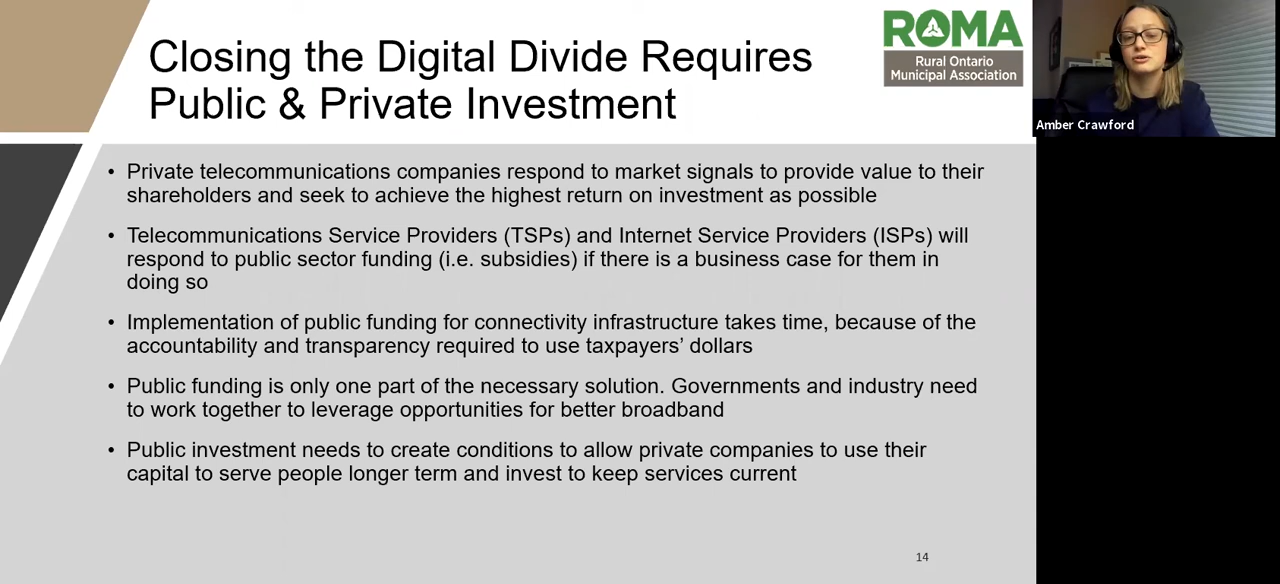 Closing the Digital Divide Requires
Public & Private Investment
ROMA
Rural Ontario
Municipal Association
Amber Crawford
• Private telecommunications companies respond to market signals to provide value to their
shareholders and seek to achieve the highest return on investment as possible
• Telecommunications Service Providers (TSPs) and Internet Service Providers (ISPs) will
respond to public sector funding (i.e. subsidies) if there is a business case for them in
doing so
• Implementation of public funding for connectivity infrastructure takes time, because of the
accountability and transparency required to use taxpayers’ dollars
• Public funding is only one part of the necessary solution. Governments and industry need
to work together to leverage opportunities for better broadband
• Public investment needs to create conditions to allow private companies to use their
capital to serve people longer term and invest to keep services current
14